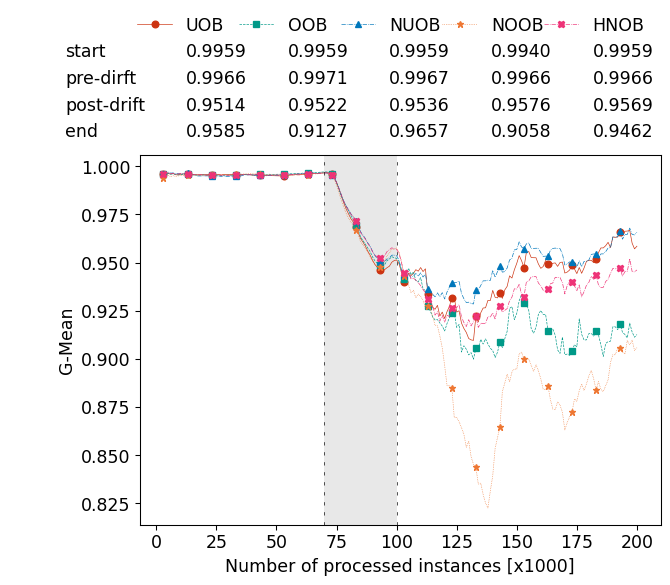 UOB OOB NUOB NOOB HNOB
start 0.9959 0.9959 0.9959 0.9940 0.9959
pre-dirft 0.9966 0.9971 0.9967 0.9966 0.9966
post-drift 0.9514 0.9522 0.9536 0.9576 0.9569
end 0.9585 0.9127 0.9657 0.9058 0.9462
1.000
0.975
0.950
0.925
0.900
0.875
0.850
0.825
G-Mean
0 25 50 75 100 125 150 175 200
Number of processed instances [x1000]